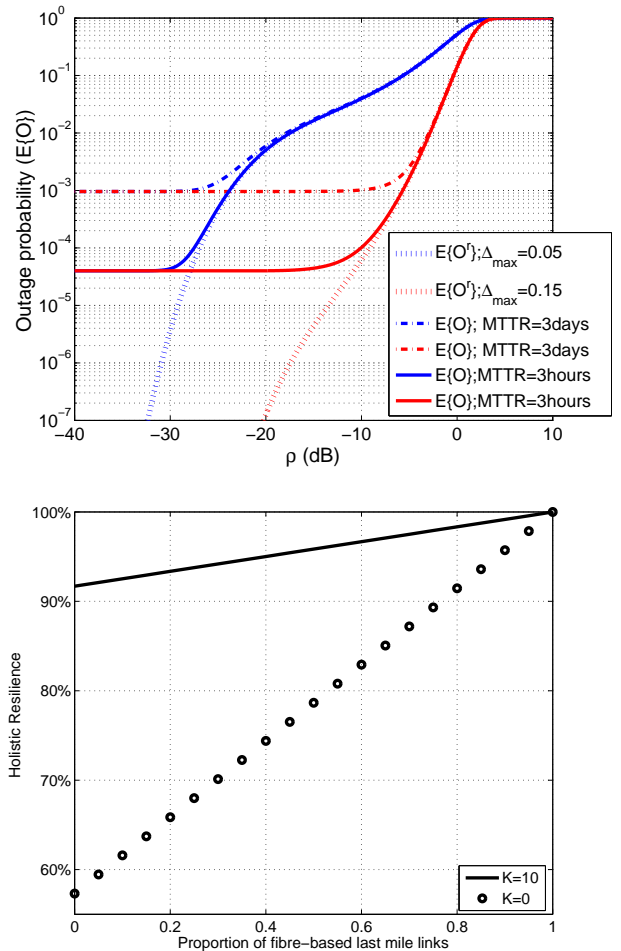 10^0
10^-1
10^-2
10^-3
10^-4
10^-5
10^-6
10^-7
Outage probability (E{O})
−40 −30 −20 −10 0 10
ρ (dB)
E{O^r};Δ_max=0.05
E{O^r};Δ_max=0.15
E{O}; MTTR=3days
E{O}; MTTR=3days
E{O};MTTR=3hours
E{O};MTTR=3hours
100%
90%
80%
70%
60%
Holistic Resilience
0 0.2 0.4 0.6 0.8 1
Proportion of fibre-based last mile links
K=10
K=0